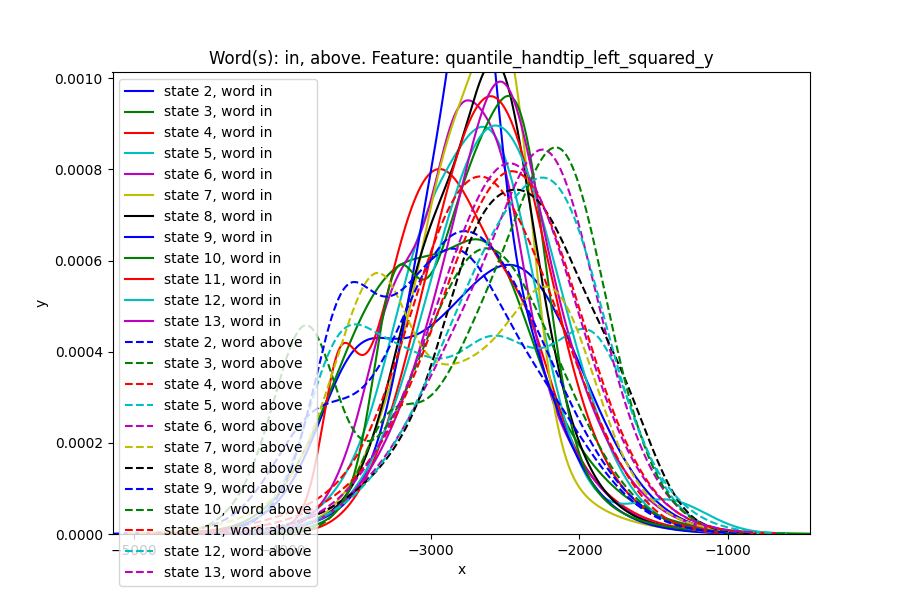 Word(s): in, above. Feature: quantile_handtip_left_squared_y
0.0010
0.0008
0.0006
0.0004
0.0002
0.0000
y
state 2, word in
state 3, word in
state 4, word in
state 5, word in
state 6, word in
state 7, word in
state 8, word in
state 9, word in
state 10, word in
state 11, word in
state 12, word in
state 13, word in
state 2, word above
state 3, word above
state 4, word above
state 5, word above
state 6, word above
state 7, word above
state 8, word above
state 9, word above
state 10, word above
state 11, word above
state 12, word above
state 13, word above
−5000 −4000 −3000 −2000 −1000
x